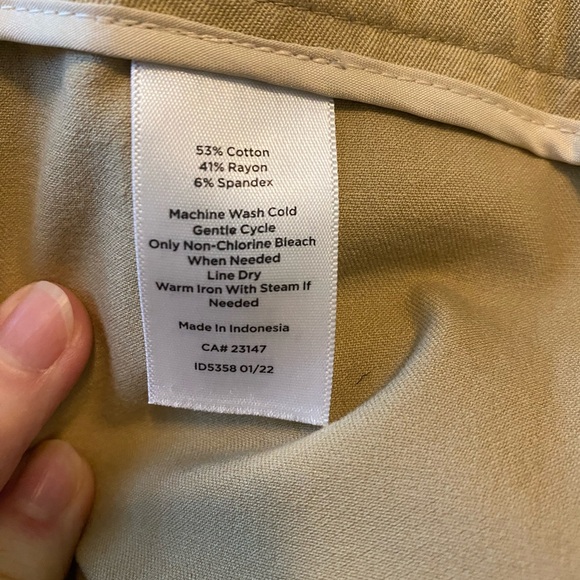 53% Cotton
41% Rayon
6% Spandex
Machine Wash Cold
Gentle Cycle
Only Non-Chlorine Bleach
When Needed
Line Dry
Warm Iron With Steam If
Needed
Made In Indonesia
CA# 23147
ID5358 01/22